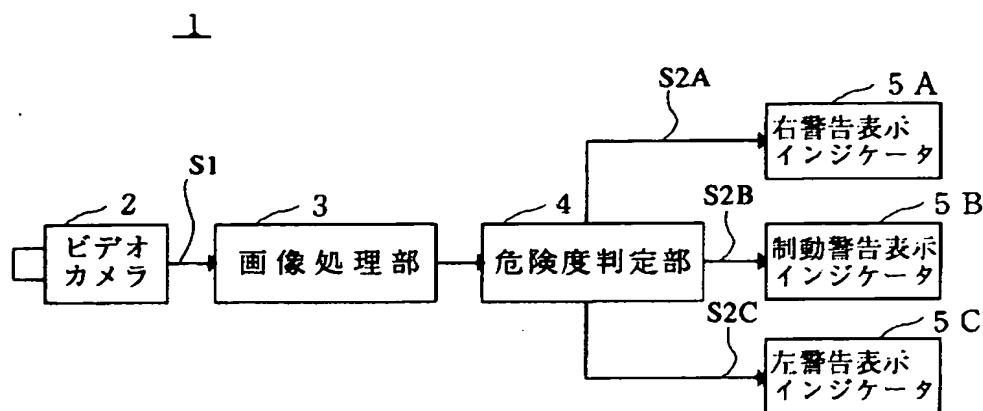 1
S2A
5A
右警告表示
インジケータ
S1
2
ビデオ
カメラ
3
画像処理部
4
危険度判定部
S2B
5B
制動警告表示
インジケータ
S2C
5C
左警告表示
インジケータ